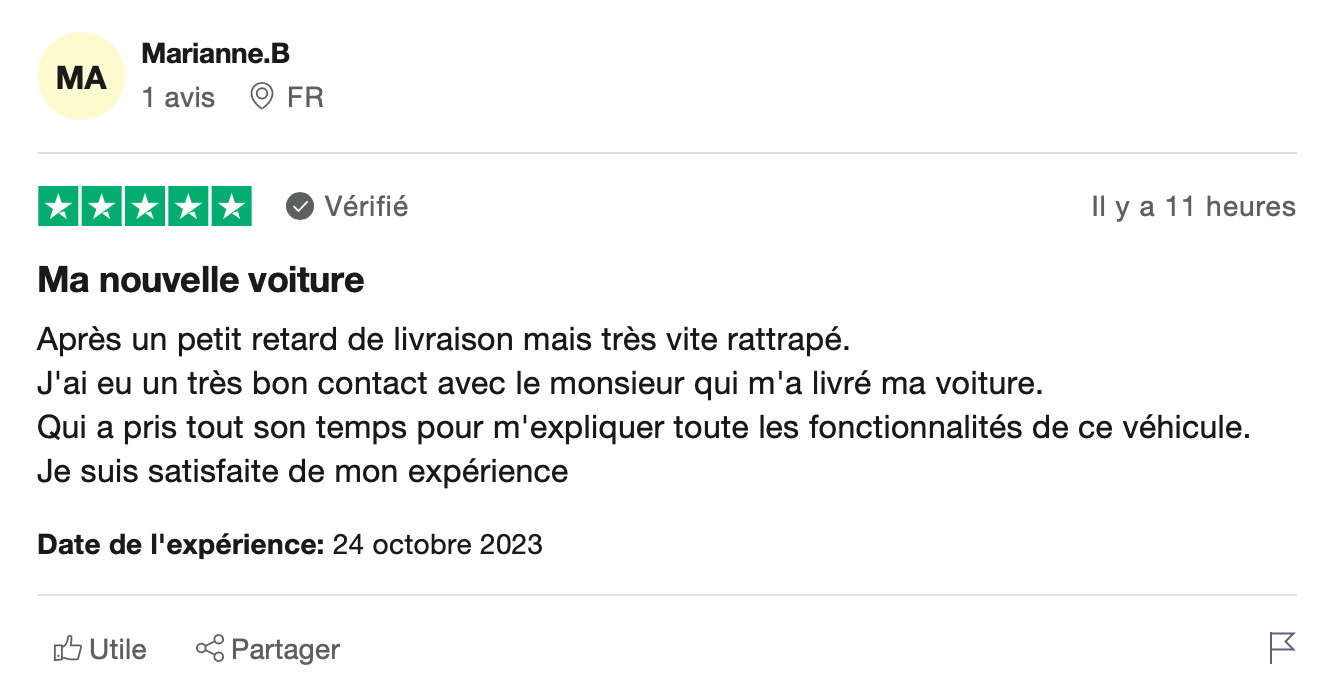 MA
Marianne.B
1 avis FR
Vérifié
Il y a 11 heures
Ma nouvelle voiture
Après un petit retard de livraison mais très vite rattrapé.
J'ai eu un très bon contact avec le monsieur qui m'a livré ma voiture.
Qui a pris tout son temps pour m'expliquer toute les fonctionnalités de ce véhicule.
Je suis satisfaite de mon expérience
Date de l'expérience: 24 octobre 2023
Utile Partager